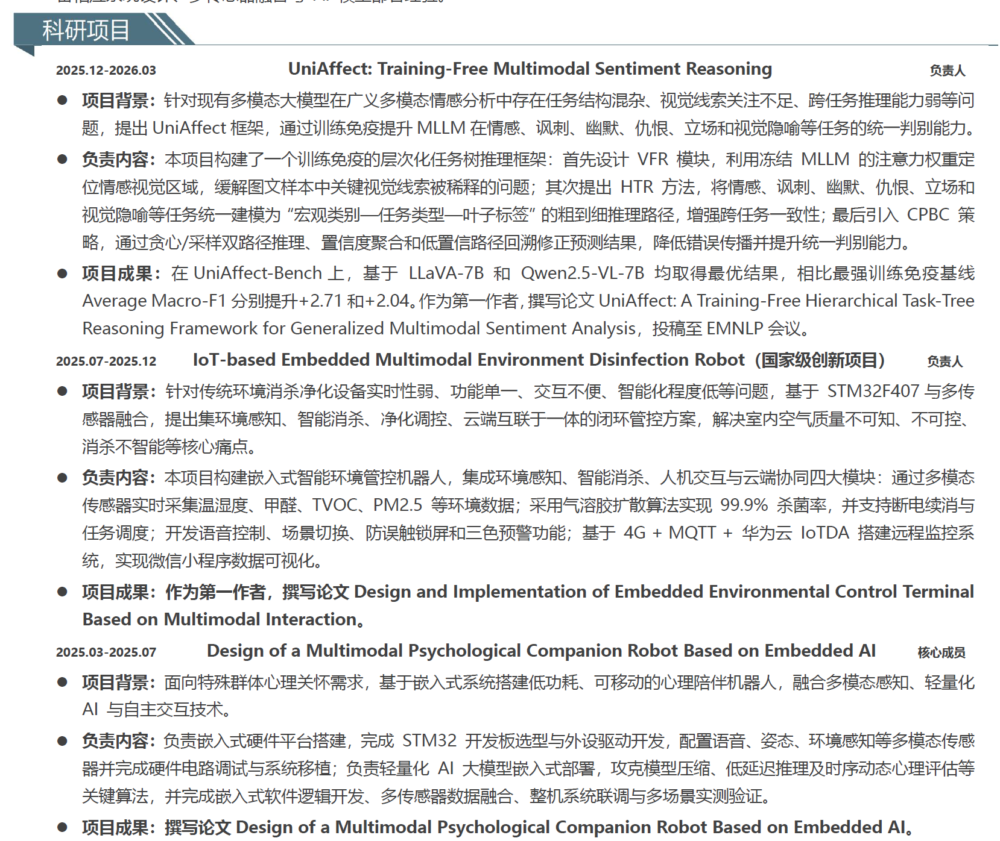 科研项目
2025.12-2026.03 UniAffect: Training-Free Multimodal Sentiment Reasoning 负责人
● 项目背景：针对现有多模态大模型在广义多模态情感分析中存在任务结构混杂、视觉线索关注不足、跨任务推理能力弱等问
题，提出 UniAffect 框架，通过训练免疫提升 MLLM 在情感、讽刺、幽默、仇恨、立场和视觉隐喻等任务的统一判别能力。
● 负责内容：本项目构建了一个训练免疫的层次化任务树推理框架：首先设计 VFR 模块，利用冻结 MLLM 的注意力权重定
位情感视觉区域，缓解图文样本中关键视觉线索被稀释的问题；其次提出 HTR 方法，将情感、讽刺、幽默、仇恨、立场和
视觉隐喻等任务统一建模为“宏观类别—任务类型—叶子标签”的粗到细推理路径，增强跨任务一致性；最后引入 CPBC 策
略，通过贪心/采样双路径推理、置信度聚合和低置信路径回溯修正预测结果，降低错误传播并提升统一判别能力。
● 项目成果：在 UniAffect-Bench 上，基于 LLaVA-7B 和 Qwen2.5-VL-7B 均取得最优结果，相比最强训练免疫基线
Average Macro-F1 分别提升+2.71 和+2.04。作为第一作者，撰写论文 UniAffect: A Training-Free Hierarchical Task-Tree
Reasoning Framework for Generalized Multimodal Sentiment Analysis，投稿至 EMNLP 会议。
2025.07-2025.12 IoT-based Embedded Multimodal Environment Disinfection Robot（国家级创新项目） 负责人
● 项目背景：针对传统环境消杀净化设备实时性弱、功能单一、交互不便、智能化程度低等问题，基于 STM32F407 与多传
感器融合，提出集环境感知、智能消杀、净化调控、云端互联于一体的闭环管控方案，解决室内空气质量不可知、不可控、
消杀不智能等核心痛点。
● 负责内容：本项目构建嵌入式智能环境管控机器人，集成环境感知、智能消杀、人机交互与云端协同四大模块：通过多模态
传感器实时采集温湿度、甲醛、TVOC、PM2.5 等环境数据；采用气溶胶扩散算法实现 99.9% 杀菌率，并支持断电续消与
任务调度；开发语音控制、场景切换、防误触锁屏和三色预警功能；基于 4G + MQTT + 华为云 IoTDA 搭建远程监控系
统，实现微信小程序数据可视化。
● 项目成果：作为第一作者，撰写论文 Design and Implementation of Embedded Environmental Control Terminal
Based on Multimodal Interaction。
2025.03-2025.07 Design of a Multimodal Psychological Companion Robot Based on Embedded AI 核心成员
● 项目背景：面向特殊群体心理关怀需求，基于嵌入式系统搭建低功耗、可移动的心理陪伴机器人，融合多模态感知、轻量化
AI 与自主交互技术。
● 负责内容：负责嵌入式硬件平台搭建，完成 STM32 开发板选型与外设驱动开发，配置语音、姿态、环境感知等多模态传感
器并完成硬件电路调试与系统移植；负责轻量化 AI 大模型嵌入式部署，攻克模型压缩、低延迟推理及时序动态心理评估等
关键算法，并完成嵌入式软件逻辑开发、多传感器数据融合、整机系统联调与多场景实测验证。
● 项目成果：撰写论文 Design of a Multimodal Psychological Companion Robot Based on Embedded AI。